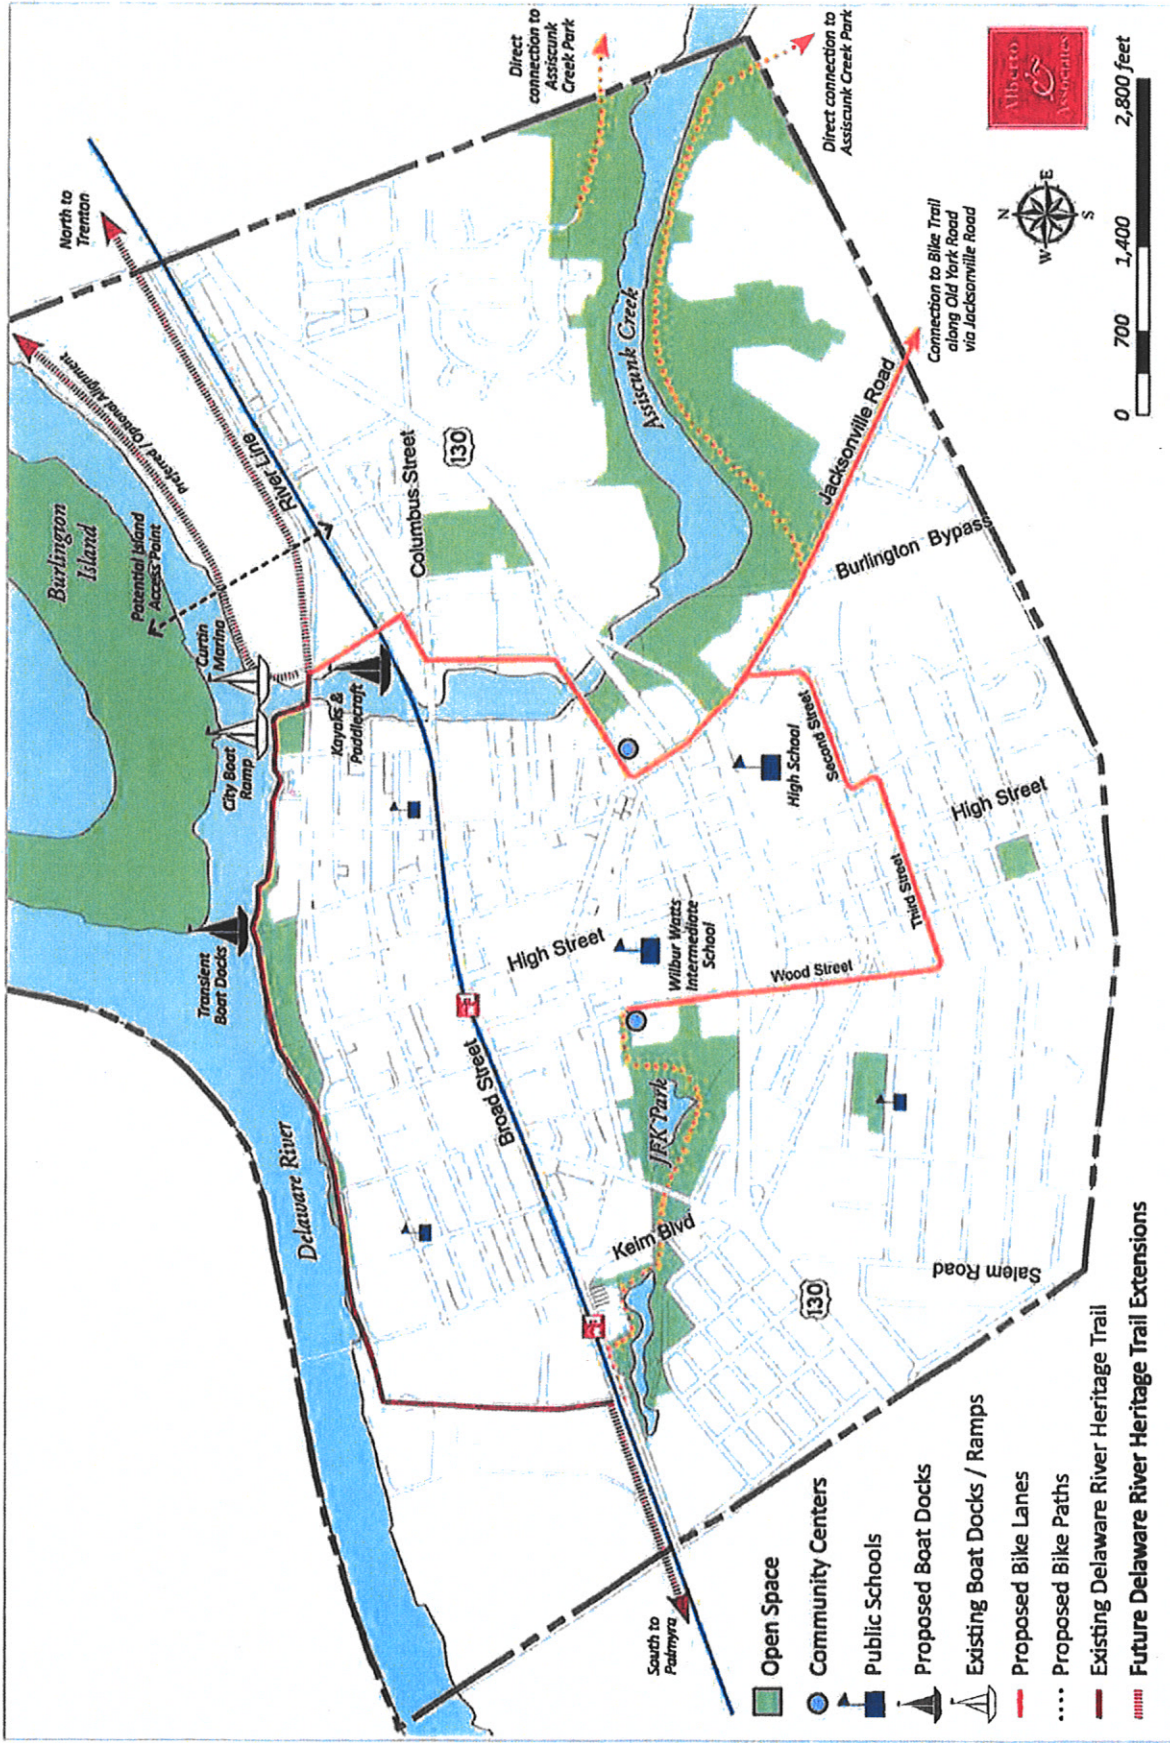 Direct
connection to
Assiscunk
Creek Park
Direct connection to
Assiscunk Creek Park
Alberto
&
Associates
N
W
E
S
0
700
1,400
2,800 feet
North to
Trenton
Preferred / Optional Alignment
River Line
Burlington
Island
Potential Island
Access Point
Curtin
Marina
City Boat
Ramp
Kayaks &
Paddlecraft
Transient
Boat Docks
Columbus Street
130
Assiscunk Creek
Connection to Bike Trail
along Old York Road
via Jacksonville Road
Jacksonville Road
Burlington Bypass
High School
Second Street
Third Street
High Street
High Street
Wilbur Watts
Intermediate
School
Wood Street
Broad Street
JFK Park
Delaware River
Keim Blvd
130
Salem Road
South to
Palmyra
Open Space
Community Centers
Public Schools
Proposed Boat Docks
Existing Boat Docks / Ramps
Proposed Bike Lanes
Proposed Bike Paths
Existing Delaware River Heritage Trail
Future Delaware River Heritage Trail Extensions